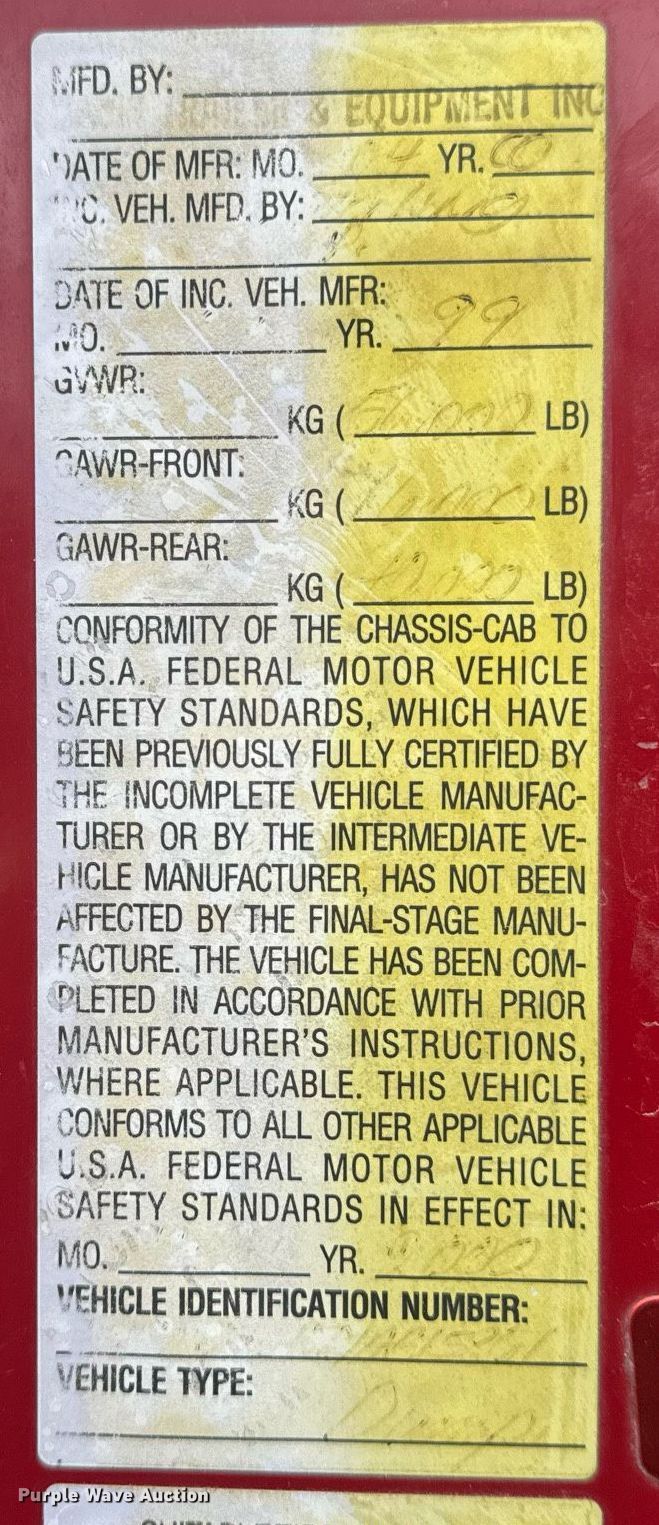 MFD. BY:
& EQUIPMENT INC
DATE OF MFR: MO. 4 YR. 00
INC. VEH. MFD. BY:
DATE OF INC. VEH. MFR:
MO. YR. 99
GVWR:
KG ( LB)
GAWR-FRONT:
KG ( LB)
GAWR-REAR:
KG ( LB)
CONFORMITY OF THE CHASSIS-CAB TO
U.S.A. FEDERAL MOTOR VEHICLE
SAFETY STANDARDS, WHICH HAVE
BEEN PREVIOUSLY FULLY CERTIFIED BY
THE INCOMPLETE VEHICLE MANUFAC-
TURER OR BY THE INTERMEDIATE VE-
HICLE MANUFACTURER, HAS NOT BEEN
AFFECTED BY THE FINAL-STAGE MANU-
FACTURE. THE VEHICLE HAS BEEN COM-
PLETED IN ACCORDANCE WITH PRIOR
MANUFACTURER'S INSTRUCTIONS,
WHERE APPLICABLE. THIS VEHICLE
CONFORMS TO ALL OTHER APPLICABLE
U.S.A. FEDERAL MOTOR VEHICLE
SAFETY STANDARDS IN EFFECT IN:
MO. YR. 2000
VEHICLE IDENTIFICATION NUMBER:
VEHICLE TYPE:
Purple Wave Auction